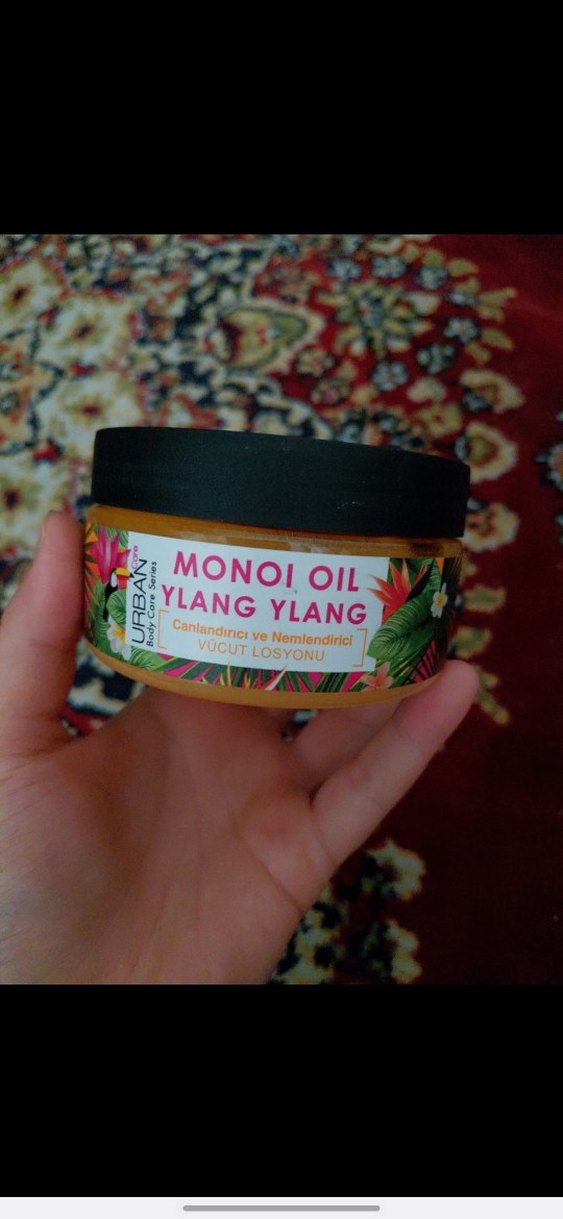 MONOI OIL
YLANG YLANG
Canlandırıcı ve Nemlendirici
VÜCUT LOSYONU
URBAN Care
Body Care Series